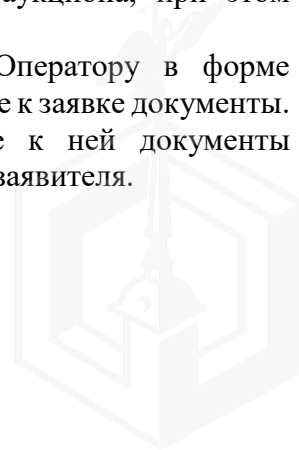 аукциона, при этом
Оператору в форме
е к заявке документы.
е к ней документы
заявителя.